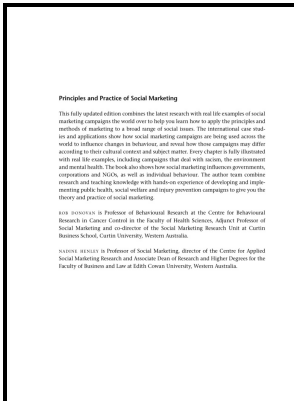 Principles and Practice of Social Marketing
This fully updated edition combines the latest research with real life examples of social
marketing campaigns the world over to help you learn how to apply the principles and
methods of marketing to a broad range of social issues. The international case stud-
ies and applications show how social marketing campaigns are being used across the
world to influence changes in behaviour, and reveal how those campaigns may differ
according to their cultural context and subject matter. Every chapter is fully illustrated
with real life examples, including campaigns that deal with racism, the environment
and mental health. The book also shows how social marketing influences governments,
corporations and NGOs, as well as individual behaviour. The author team combine
research and teaching knowledge with hands-on experience of developing and imple-
menting public health, social welfare and injury prevention campaigns to give you the
theory and practice of social marketing.
ROB DONOVAN is Professor of Behavioural Research at the Centre for Behavioural
Research in Cancer Control in the Faculty of Health Sciences, Adjunct Professor of
Social Marketing and co-director of the Social Marketing Research Unit at Curtin
Business School, Curtin University, Western Australia.
NADINE HENLEY is Professor of Social Marketing, director of the Centre for Applied
Social Marketing Research and Associate Dean of Research and Higher Degrees for the
Faculty of Business and Law at Edith Cowan University, Western Australia.